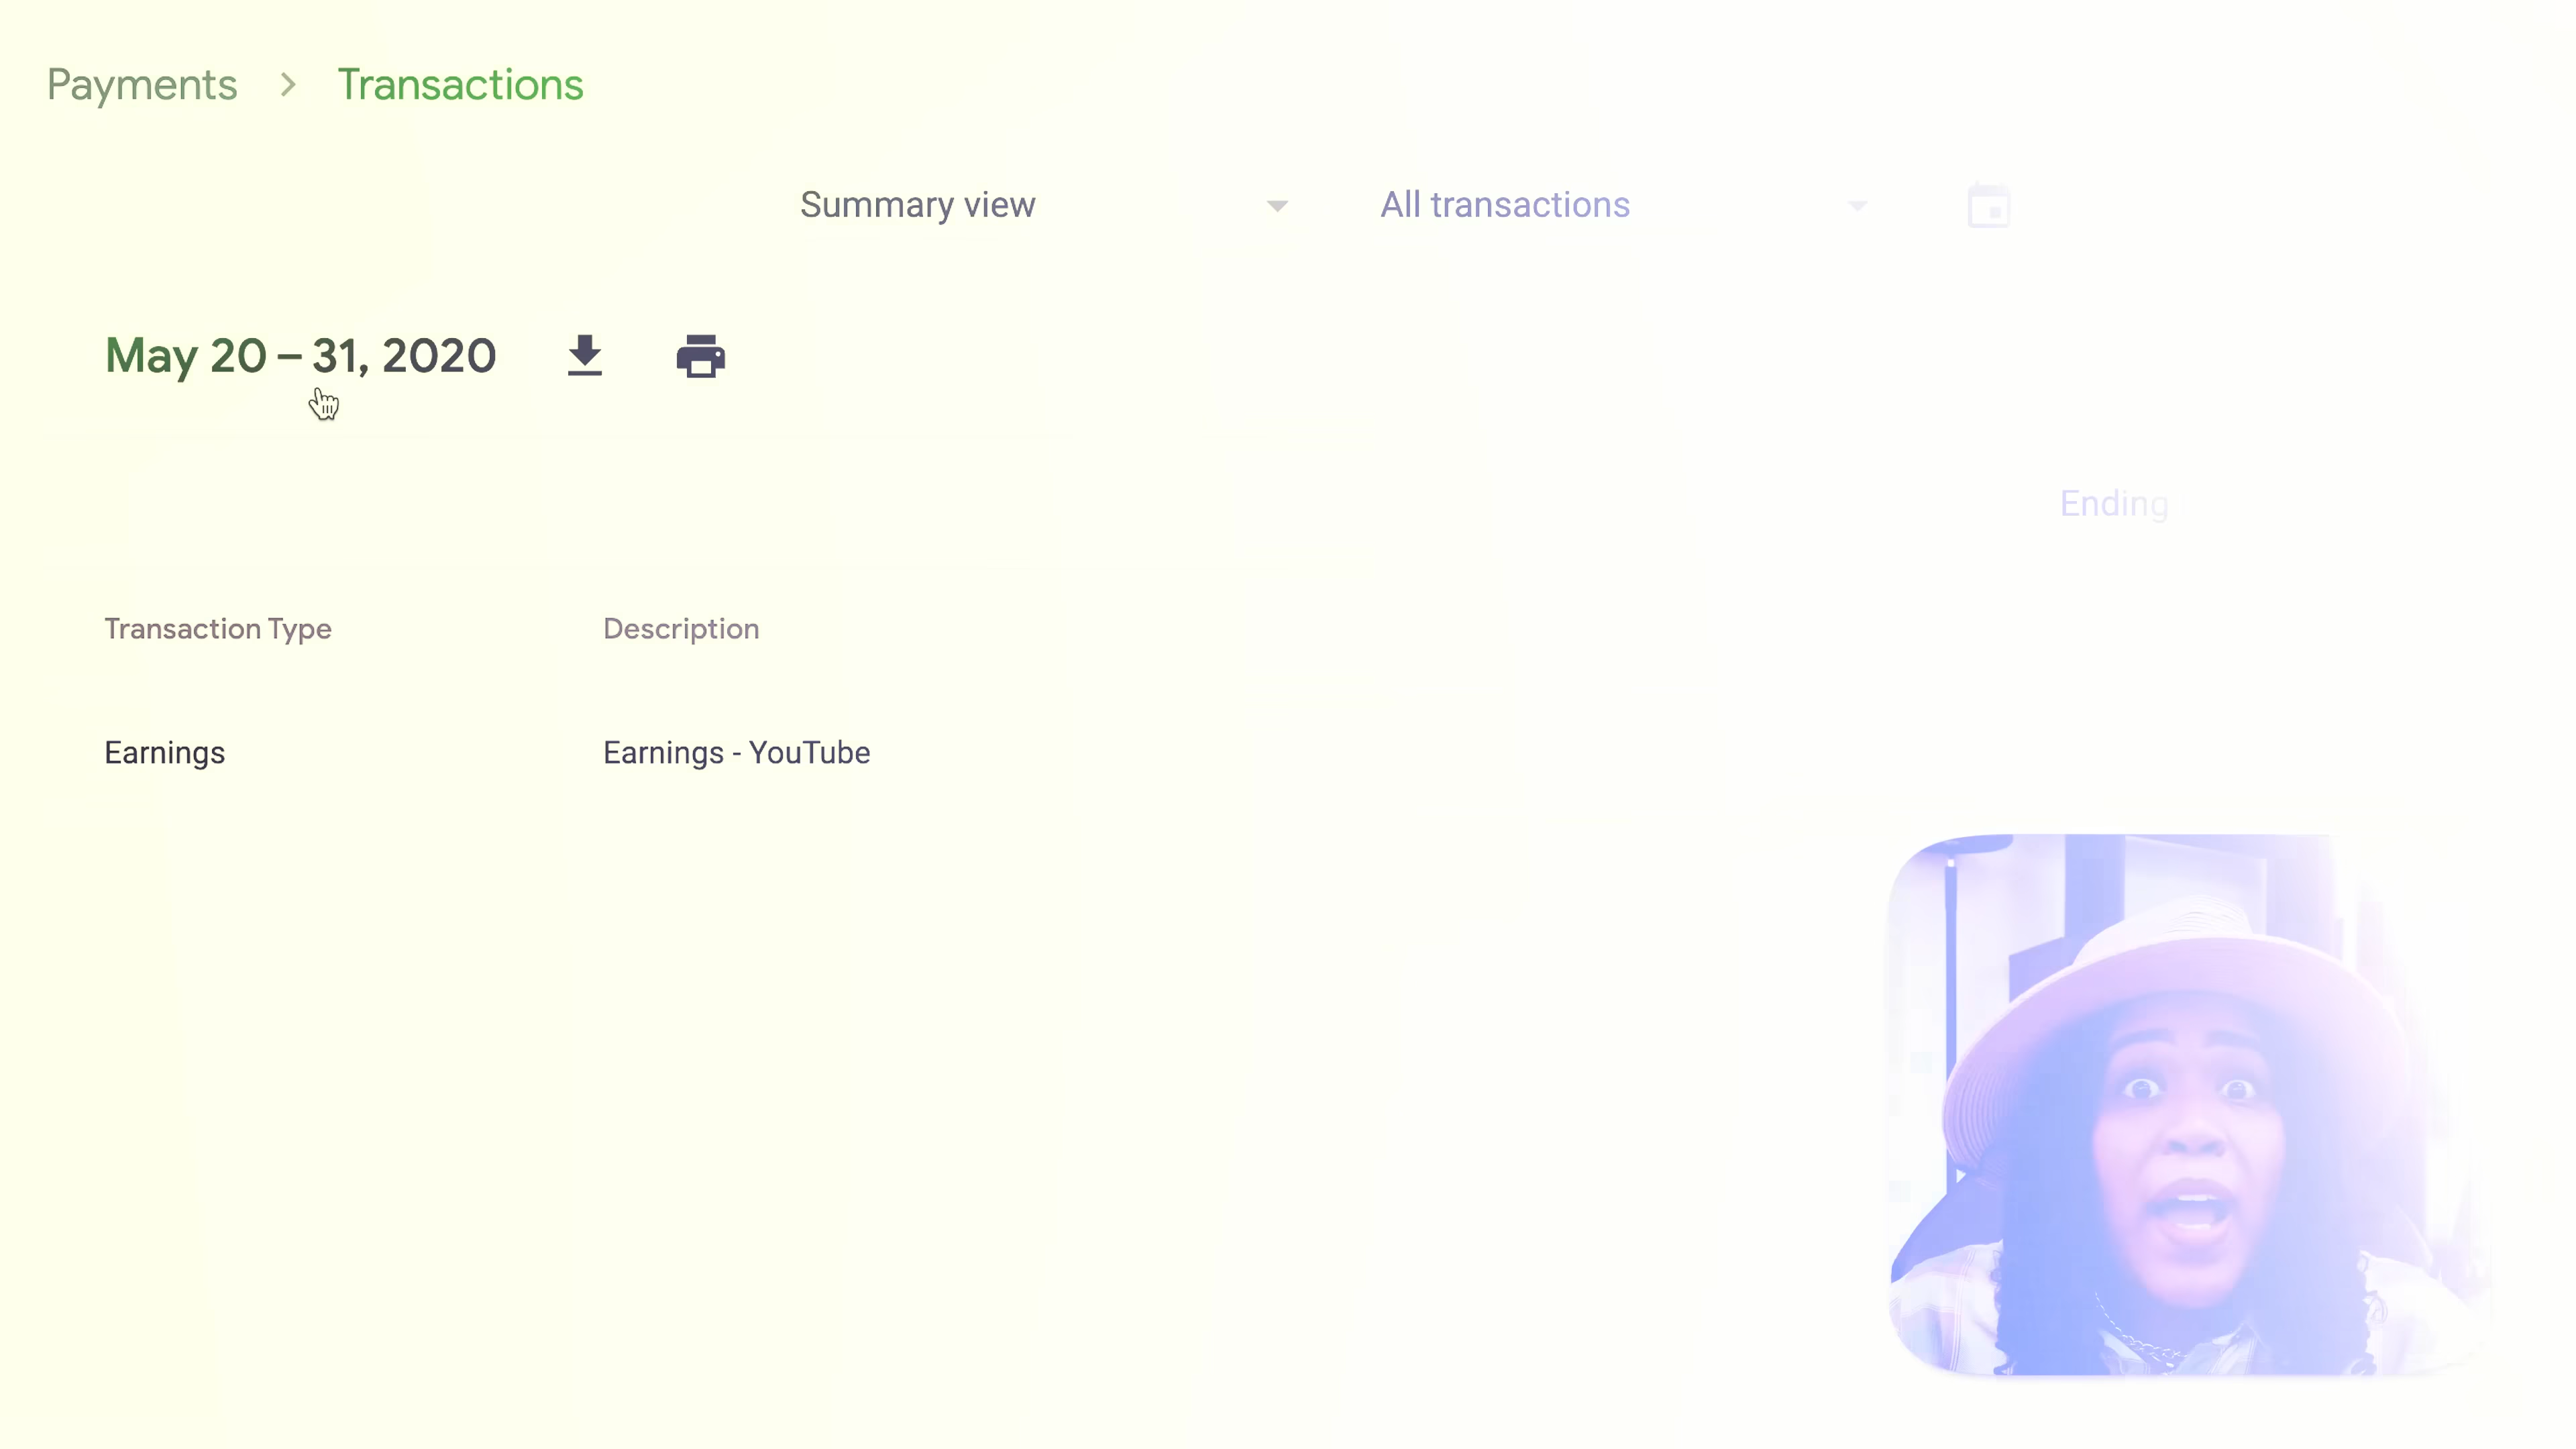 Payments > Transactions
Summary view
All transactions
May 20 – 31, 2020
Ending
Transaction Type
Description
Earnings
Earnings - YouTube